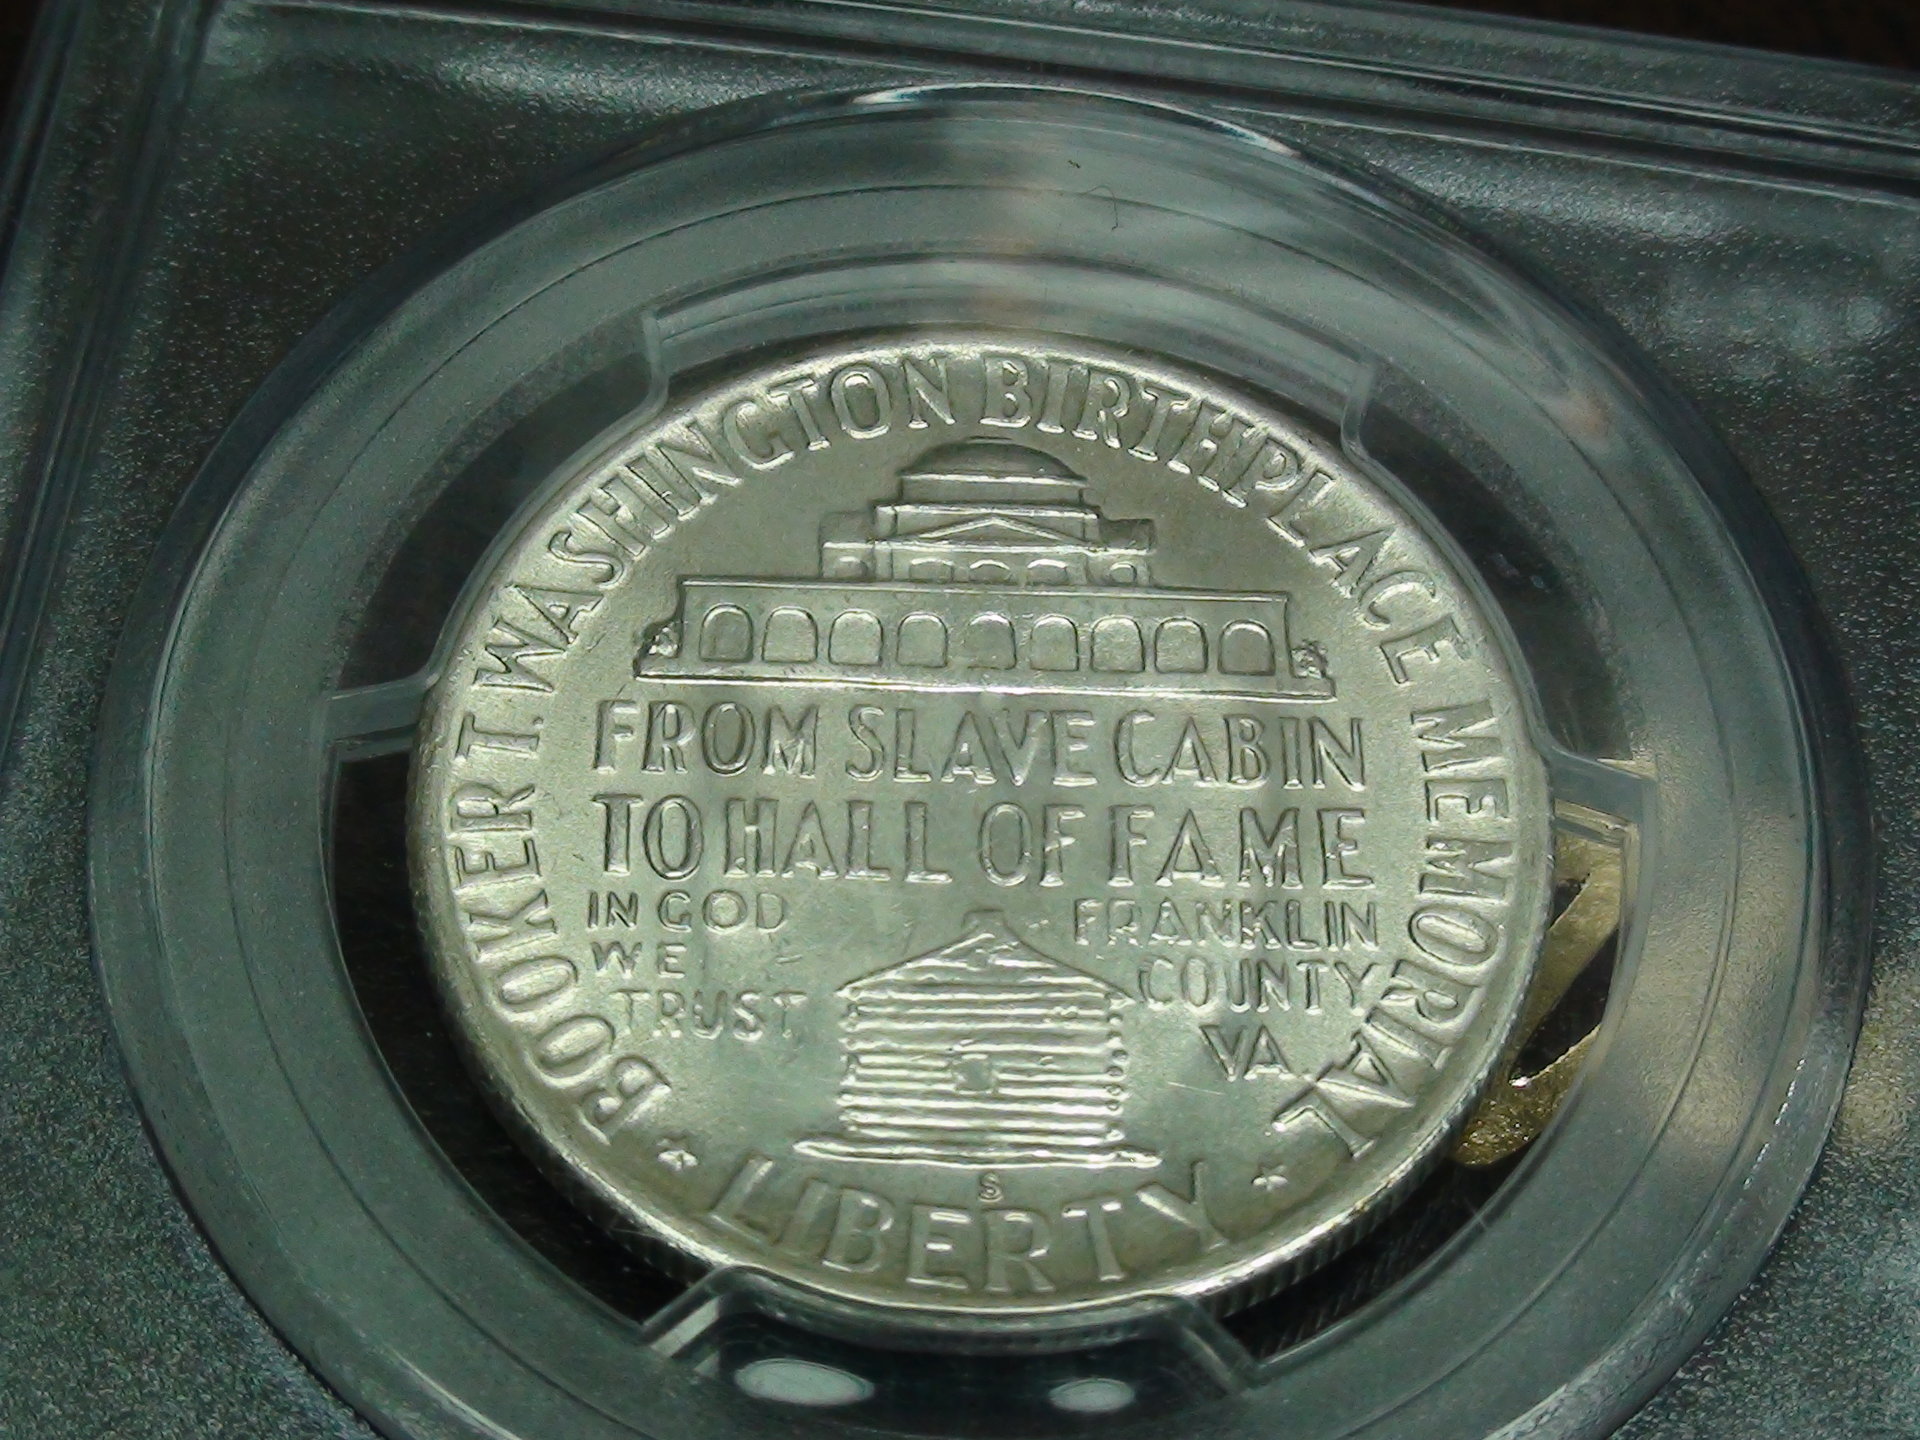 BOOKER T. WASHINGTON BIRTHPLACE MEMORIAL
FROM SLAVE CABIN
TO HALL OF FAME
IN GOD
WE
TRUST
FRANKLIN
COUNTY
VA.
S
LIBERTY